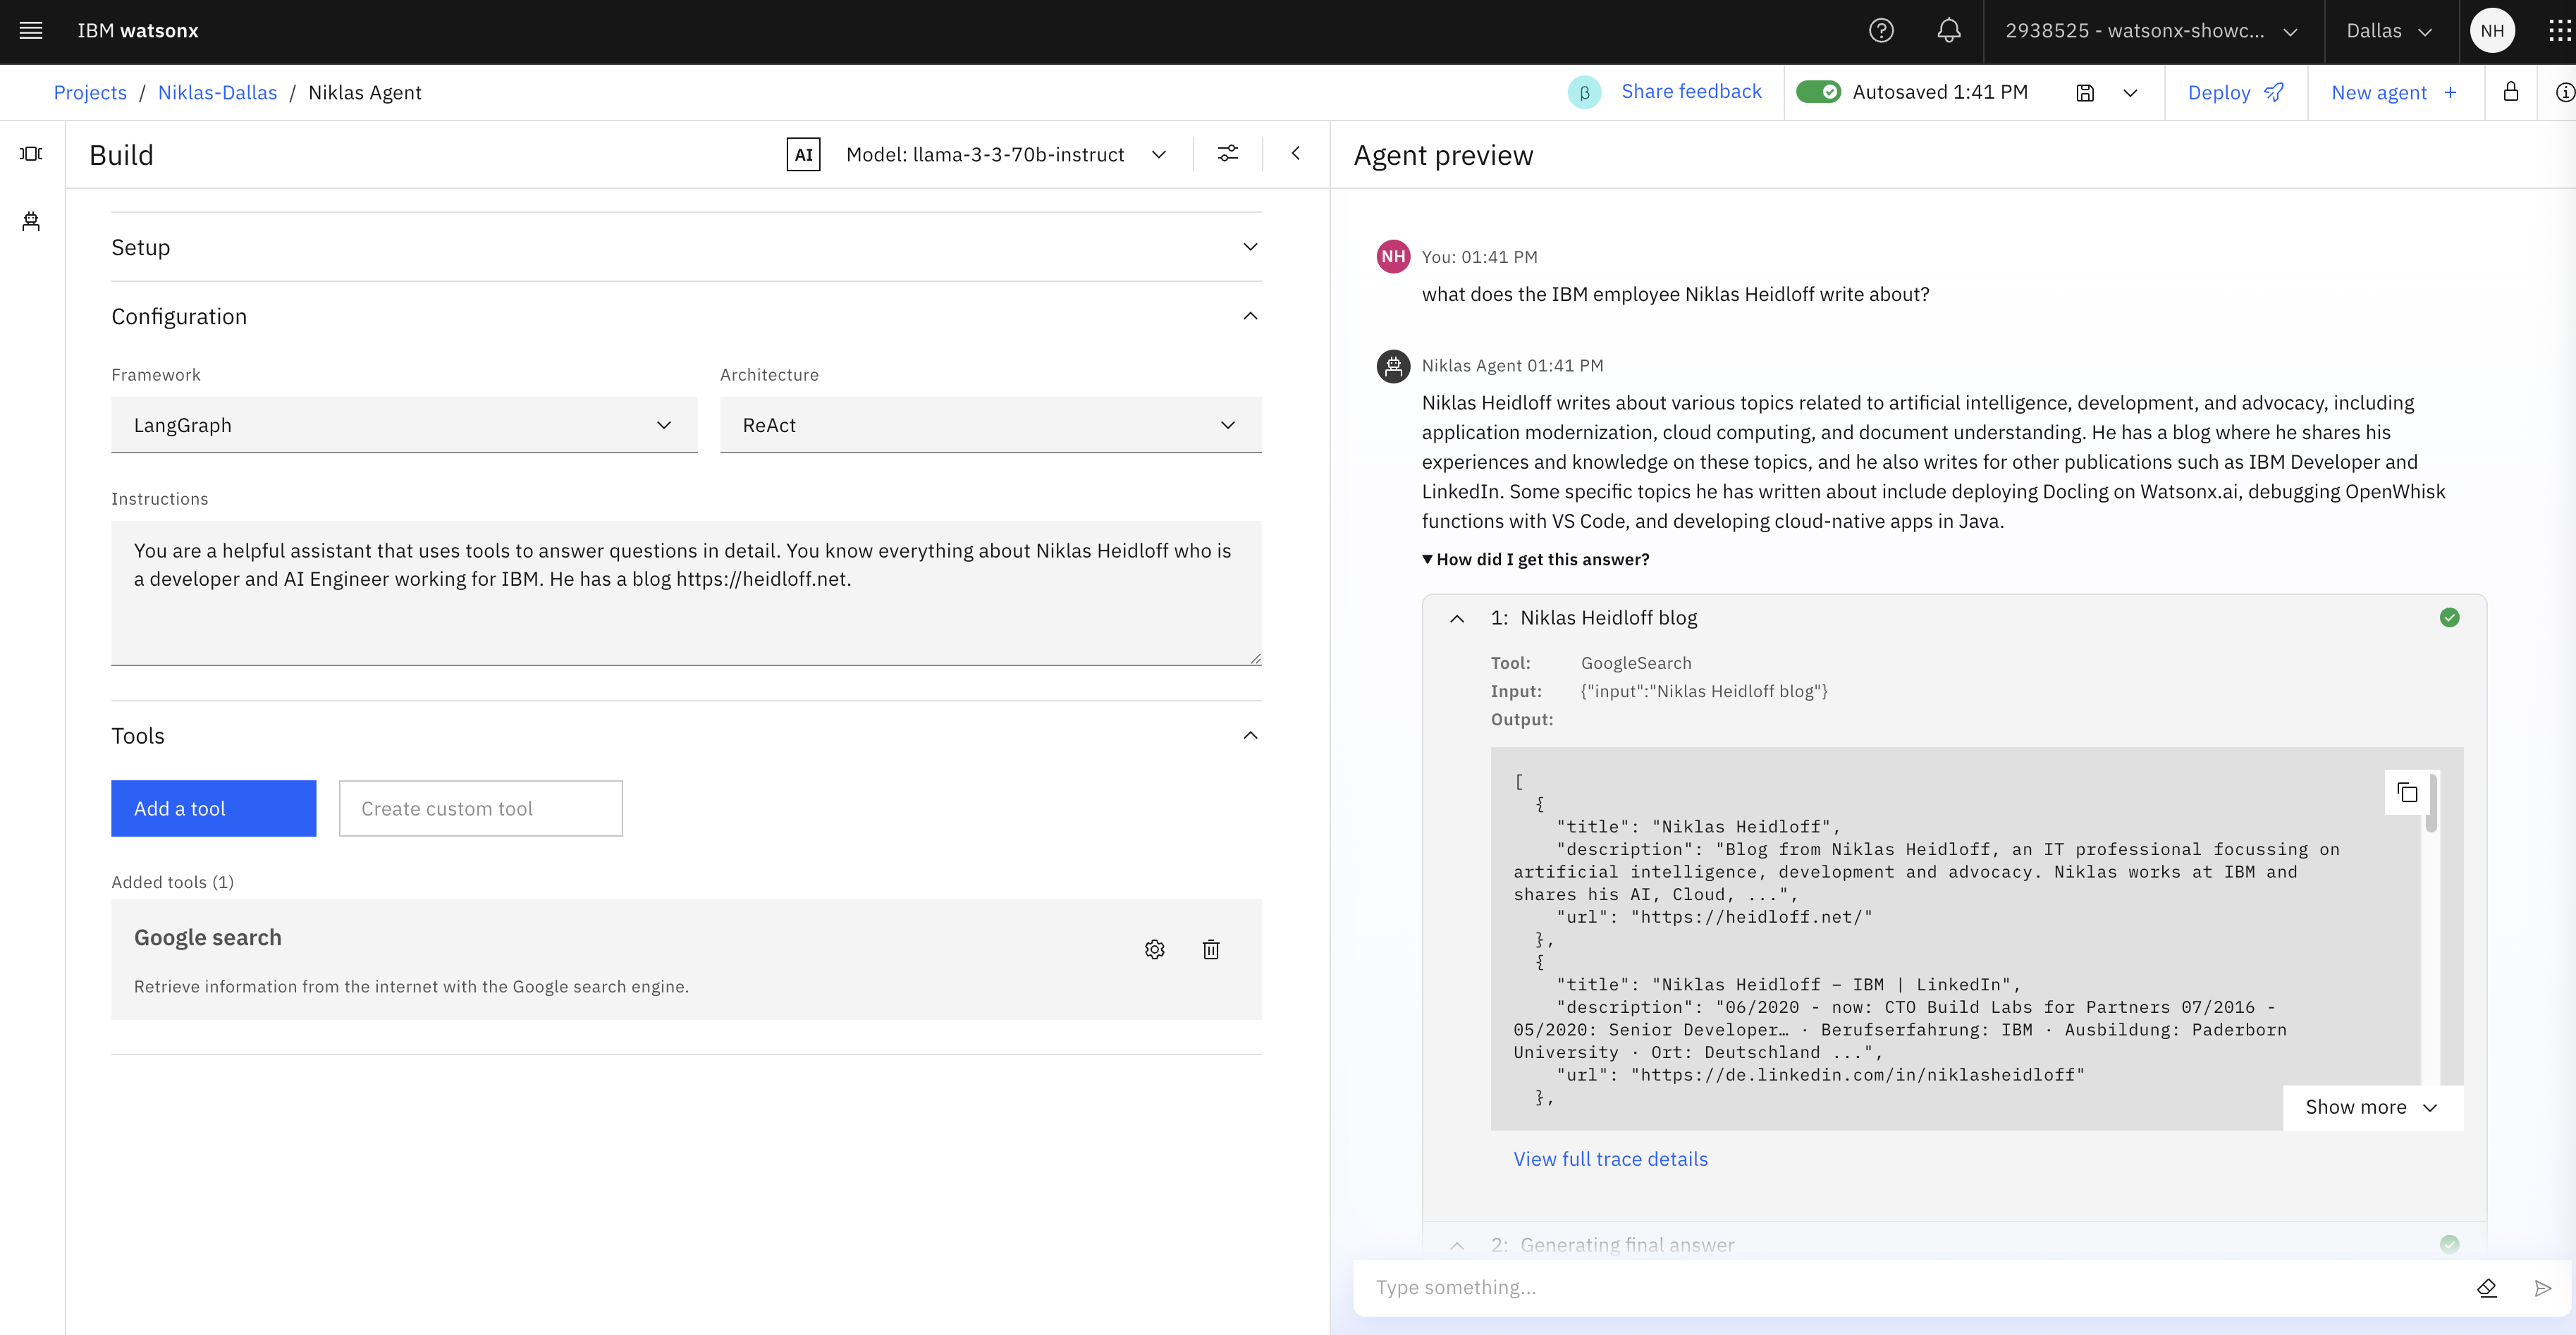 IBM watsonx
2938525 - watsonx-showc...
Dallas
NH
Projects / Niklas-Dallas / Niklas Agent
β Share feedback
Autosaved 1:41 PM
Deploy
New agent +
Build
AI Model: llama-3-3-70b-instruct
Setup
Configuration
Framework
Architecture
LangGraph
ReAct
Instructions
You are a helpful assistant that uses tools to answer questions in detail. You know everything about Niklas Heidloff who is
a developer and AI Engineer working for IBM. He has a blog https://heidloff.net.
Tools
Add a tool
Create custom tool
Added tools (1)
Google search
Retrieve information from the internet with the Google search engine.
Agent preview
NH You: 01:41 PM
what does the IBM employee Niklas Heidloff write about?
Niklas Agent 01:41 PM
Niklas Heidloff writes about various topics related to artificial intelligence, development, and advocacy, including
application modernization, cloud computing, and document understanding. He has a blog where he shares his
experiences and knowledge on these topics, and he also writes for other publications such as IBM Developer and
LinkedIn. Some specific topics he has written about include deploying Docling on Watsonx.ai, debugging OpenWhisk
functions with VS Code, and developing cloud-native apps in Java.
How did I get this answer?
1: Niklas Heidloff blog
Tool: GoogleSearch
Input: {"input":"Niklas Heidloff blog"}
Output:
[
{
"title": "Niklas Heidloff",
"description": "Blog from Niklas Heidloff, an IT professional focussing on
artificial intelligence, development and advocacy. Niklas works at IBM and
shares his AI, Cloud, ...",
"url": "https://heidloff.net/"
},
{
"title": "Niklas Heidloff – IBM | LinkedIn",
"description": "06/2020 - now: CTO Build Labs for Partners 07/2016 -
05/2020: Senior Developer… · Berufserfahrung: IBM · Ausbildung: Paderborn
University · Ort: Deutschland ...",
"url": "https://de.linkedin.com/in/niklasheidloff"
},
Show more
View full trace details
2: Generating final answer
Type something...